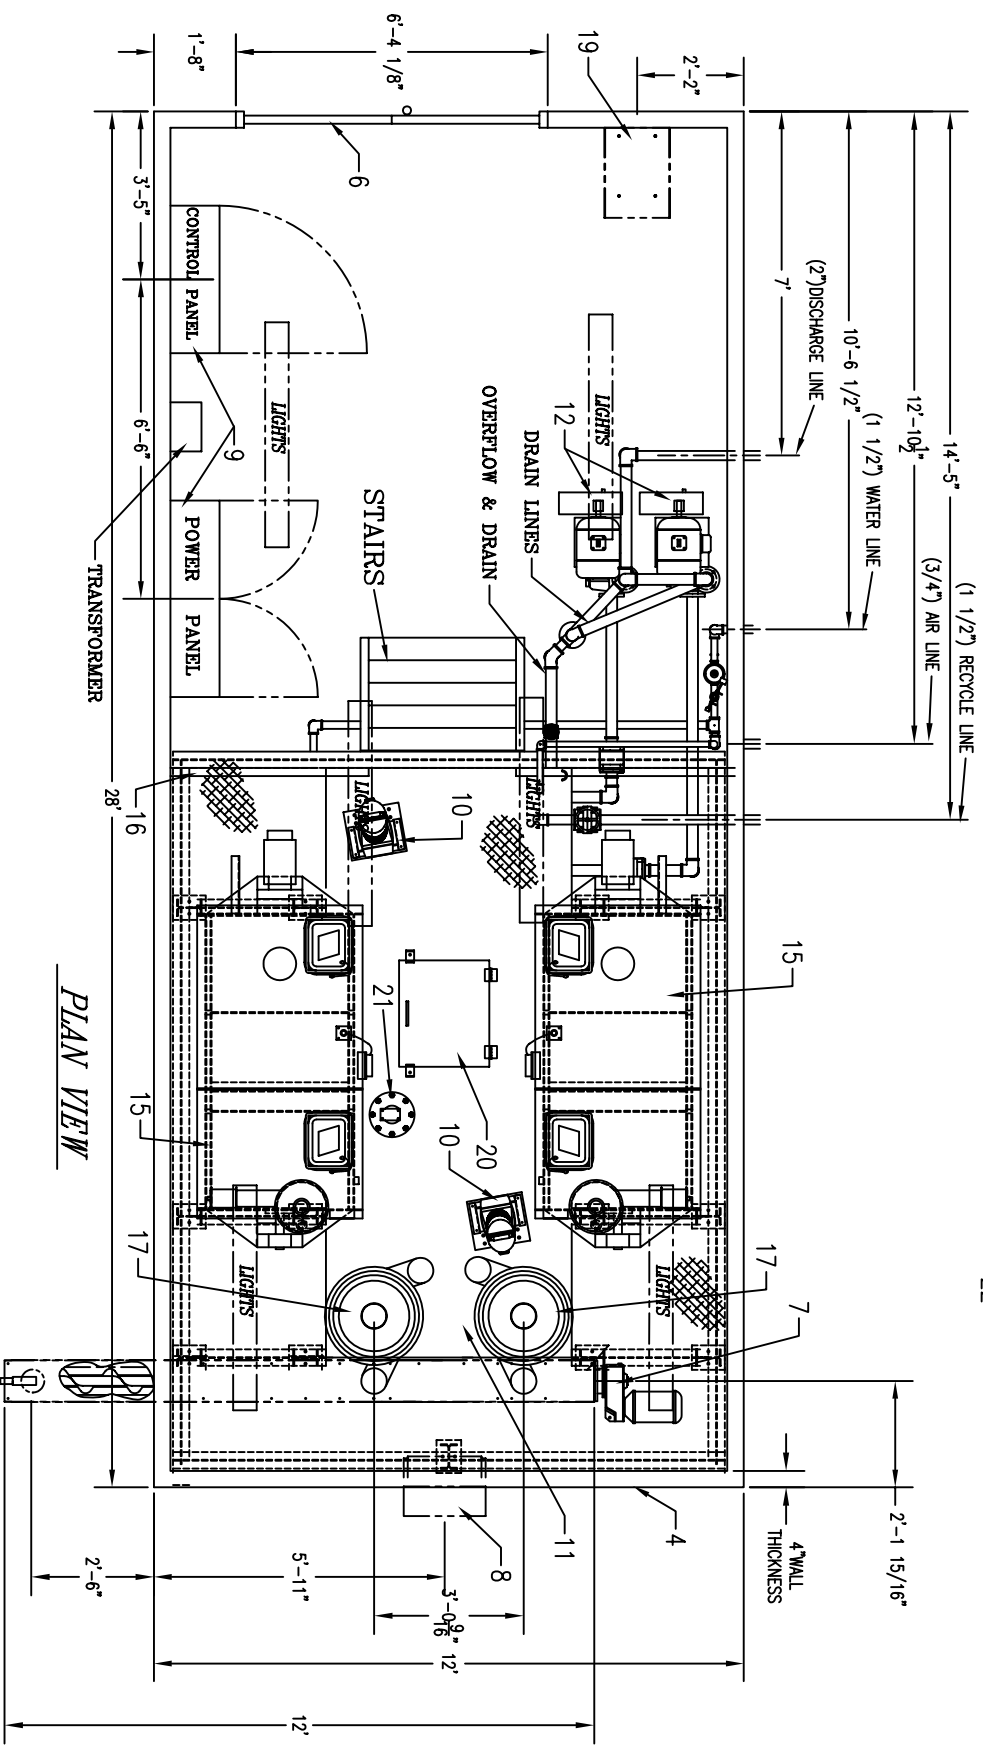 (1 1/2") RECYCLE LINE
14'-5"
(3/4") AIR LINE
12'-10 1/2"
(1 1/2") WATER LINE
10'-6 1/2"
(2")DISCHARGE LINE
7'
2'-1 15/16"
4"WALL
THICKNESS
2'-2"
19
15
17
7
4
6'-4 1/8"
6
LIGHTS
12
DRAIN LINES
OVERFLOW & DRAIN
STAIRS
LIGHTS
LIGHTS
10
20
10
11
8
3'-0 9/16"
12'
12'
21
LIGHTS
LIGHTS
LIGHTS
5'-11"
9
CONTROL PANEL
POWER PANEL
1'-8"
3'-5"
6'-6"
16
15
17
2'-6"
TRANSFORMER
28'
PLAN VIEW